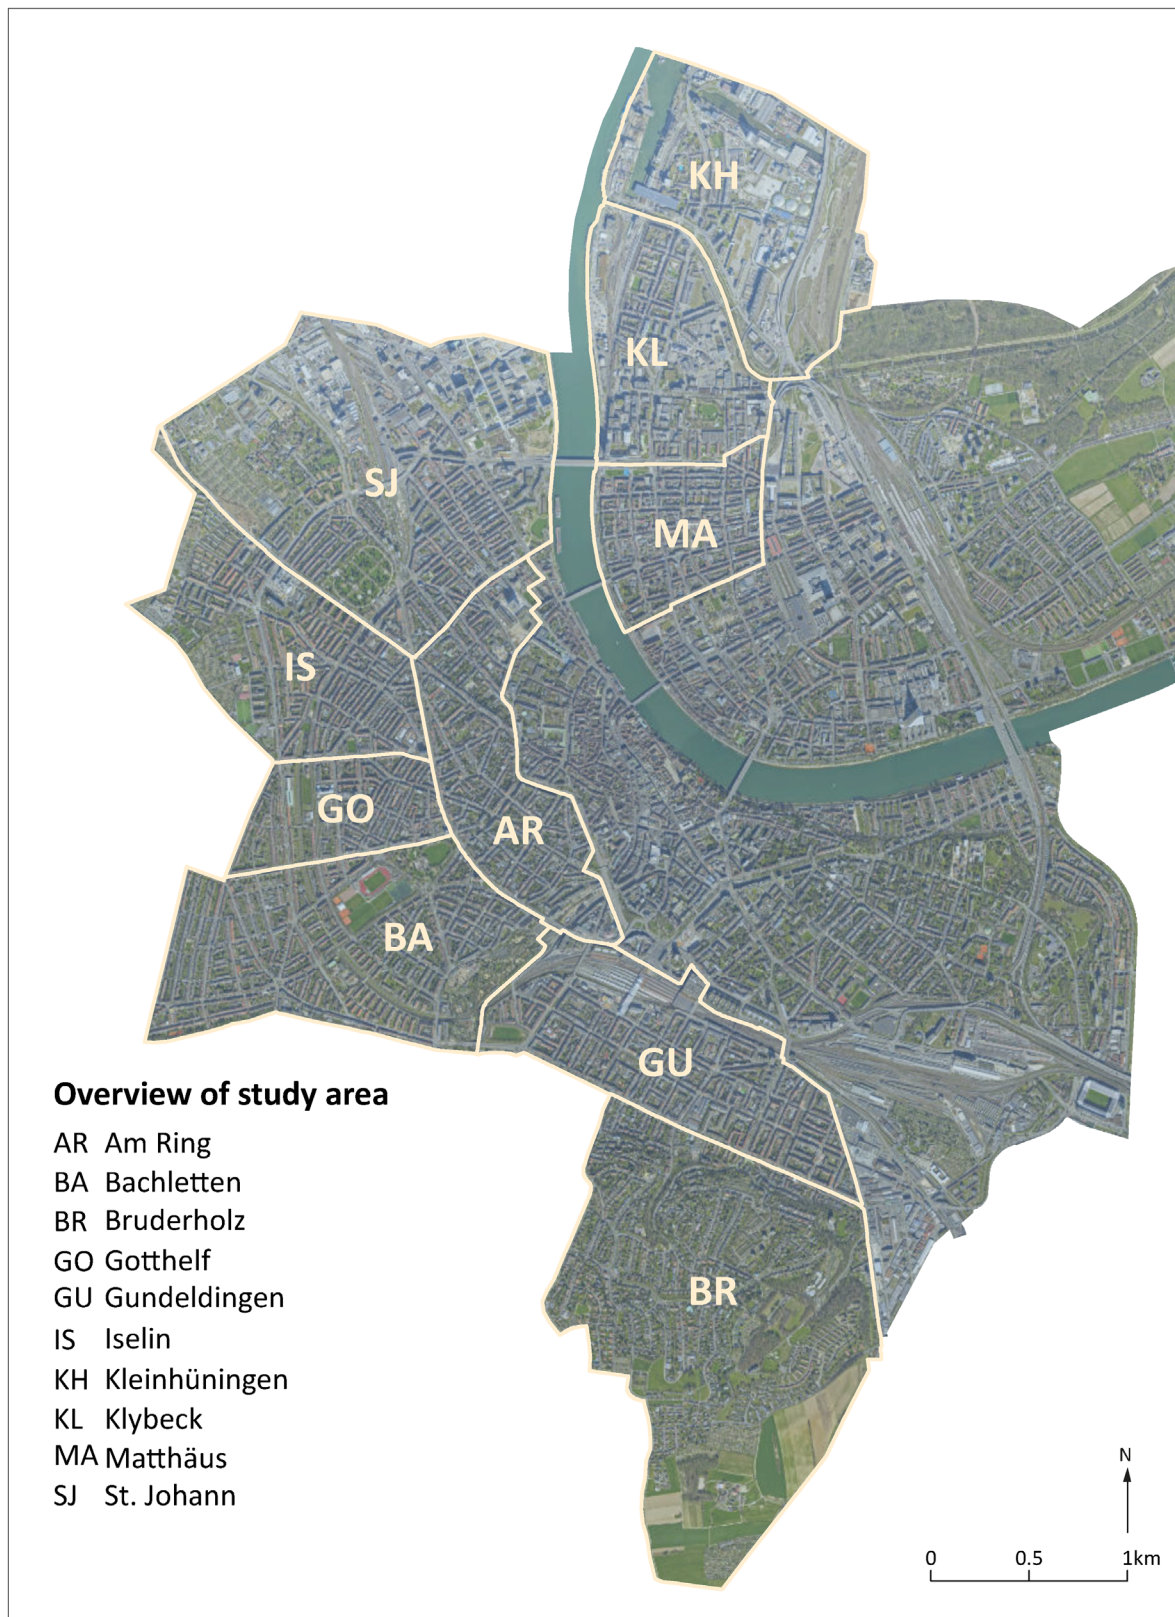 KH
KL
SJ
MA
IS
GO
AR
BA
GU
BR
Overview of study area
AR Am Ring
BA Bachletten
BR Bruderholz
GO Gotthelf
GU Gundeldingen
IS Iselin
KH Kleinhüningen
KL Klybeck
MA Matthäus
SJ St. Johann
N
0 0.5 1km